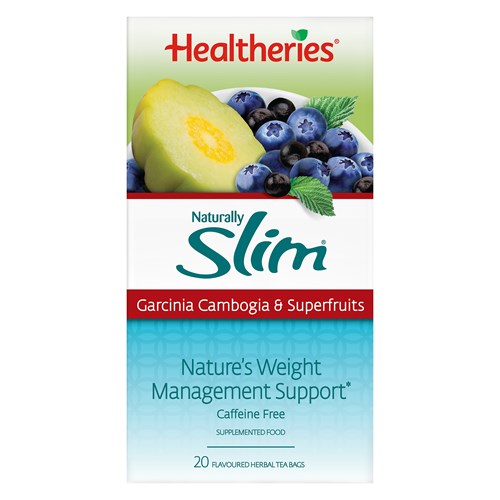 Healtheries®
Naturally
Slim®
Garcinia Cambogia & Superfruits
Nature's Weight
Management Support*
Caffeine Free
SUPPLEMENTED FOOD
20 FLAVOURED HERBAL TEA BAGS